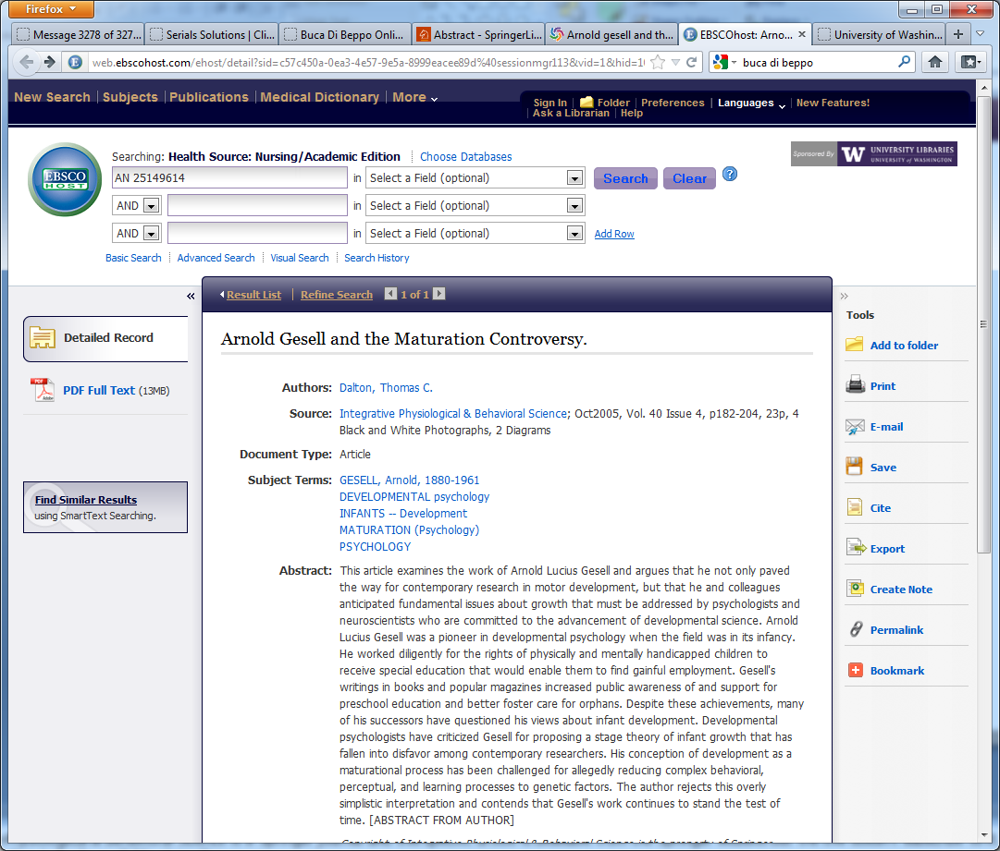 Firefox
Message 3278 of 327...
Serials Solutions | Cli...
Buca Di Beppo Onlin...
Abstract - SpringerLi...
Arnold gesell and th...
EBSCOhost: Arno...
University of Washin...
web.ebscohost.com/ehost/detail?sid=c57c450a-0ea3-4e57-9e5a-8999eacee89d%40sessionmgr113&vid=1&hid=1
buca di beppo
New Search | Subjects | Publications | Medical Dictionary | More
Sign In Folder | Preferences | Languages | New Features!
| Ask a Librarian | Help
EBSCO
HOST
Searching: Health Source: Nursing/Academic Edition Choose Databases
Sponsored By W UNIVERSITY LIBRARIES
UNIVERSITY of WASHINGTON
AN 25149614 in Select a Field (optional) Search Clear ?
AND in Select a Field (optional)
AND in Select a Field (optional) Add Row
Basic Search Advanced Search Visual Search Search History
«
Result List | Refine Search 1 of 1
»
Tools
Detailed Record
PDF Full Text (13MB)
Find Similar Results
using SmartText Searching.
Arnold Gesell and the Maturation Controversy.
Authors: Dalton, Thomas C.
Source: Integrative Physiological & Behavioral Science; Oct2005, Vol. 40 Issue 4, p182-204, 23p, 4
Black and White Photographs, 2 Diagrams
Document Type: Article
Subject Terms: GESELL, Arnold, 1880-1961
DEVELOPMENTAL psychology
INFANTS -- Development
MATURATION (Psychology)
PSYCHOLOGY
Abstract: This article examines the work of Arnold Lucius Gesell and argues that he not only paved
the way for contemporary research in motor development, but that he and colleagues
anticipated fundamental issues about growth that must be addressed by psychologists and
neuroscientists who are committed to the advancement of developmental science. Arnold
Lucius Gesell was a pioneer in developmental psychology when the field was in its infancy.
He worked diligently for the rights of physically and mentally handicapped children to
receive special education that would enable them to find gainful employment. Gesell's
writings in books and popular magazines increased public awareness of and support for
preschool education and better foster care for orphans. Despite these achievements, many
of his successors have questioned his views about infant development. Developmental
psychologists have criticized Gesell for proposing a stage theory of infant growth that has
fallen into disfavor among contemporary researchers. His conception of development as a
maturational process has been challenged for allegedly reducing complex behavioral,
perceptual, and learning processes to genetic factors. The author rejects this overly
simplistic interpretation and contends that Gesell's work continues to stand the test of
time. [ABSTRACT FROM AUTHOR]
Copyright of Integrative Physiological & Behavioral Science is the property of Springer
Add to folder
Print
E-mail
Save
Cite
Export
Create Note
Permalink
Bookmark